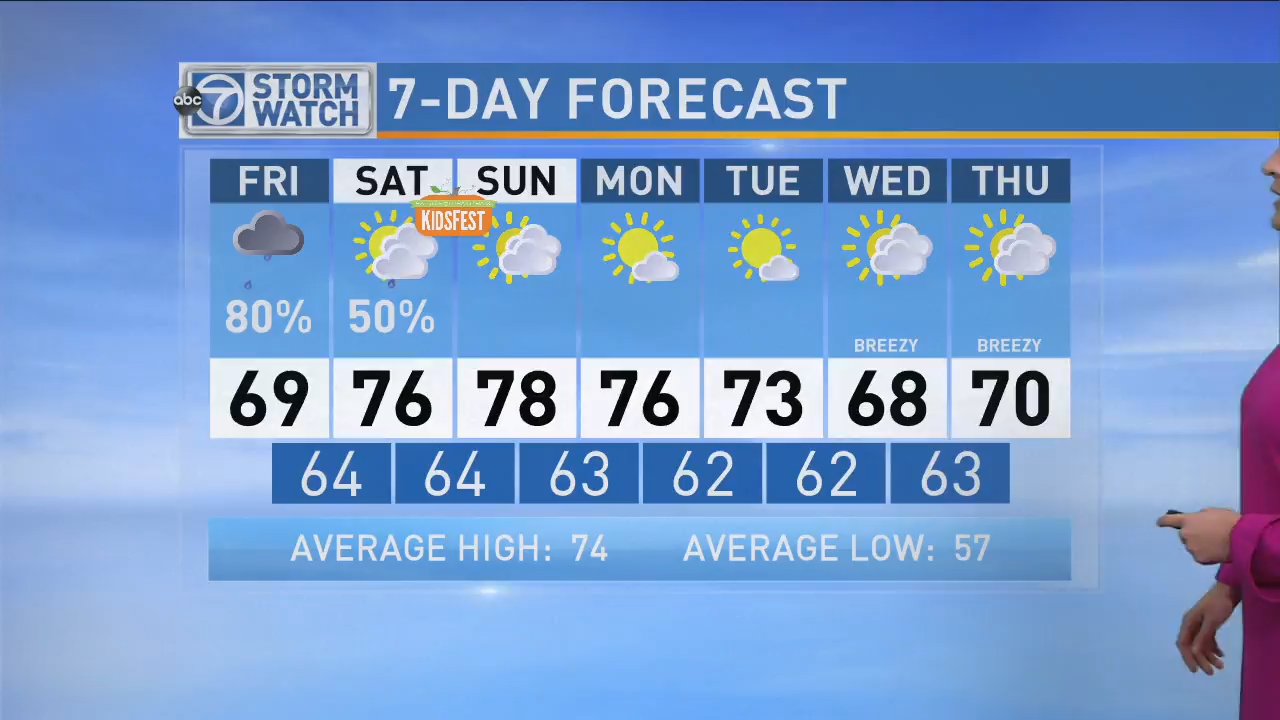 abc 7 STORM
WATCH
7-DAY FORECAST
FRI SAT SUN MON TUE WED THU
KIDSFEST
80% 50%
BREEZY BREEZY
69 76 78 76 73 68 70
64 64 63 62 62 63
AVERAGE HIGH: 74 AVERAGE LOW: 57